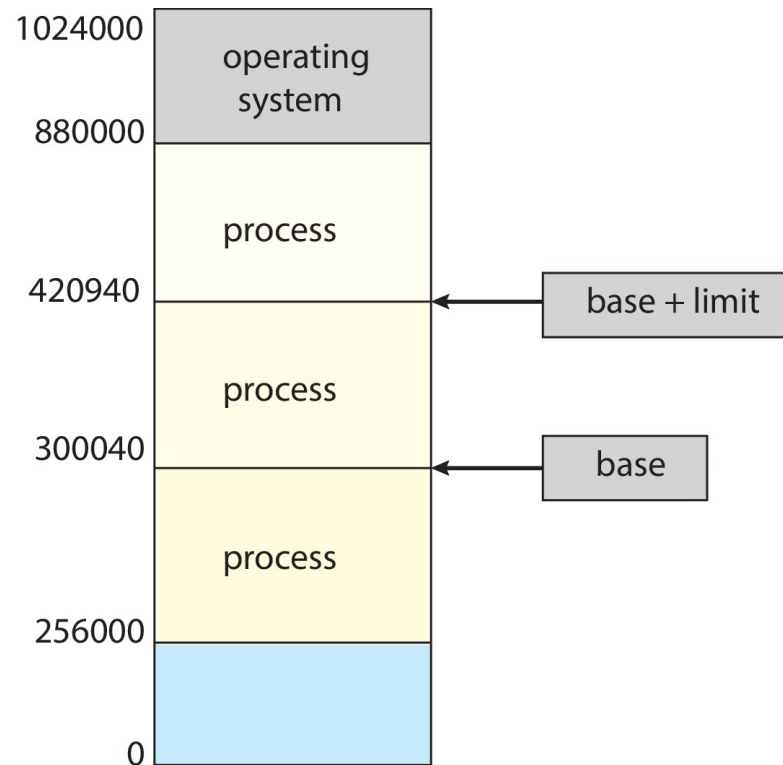 1024000
operating
system
880000
process
420940
base + limit
process
300040
base
process
256000
0